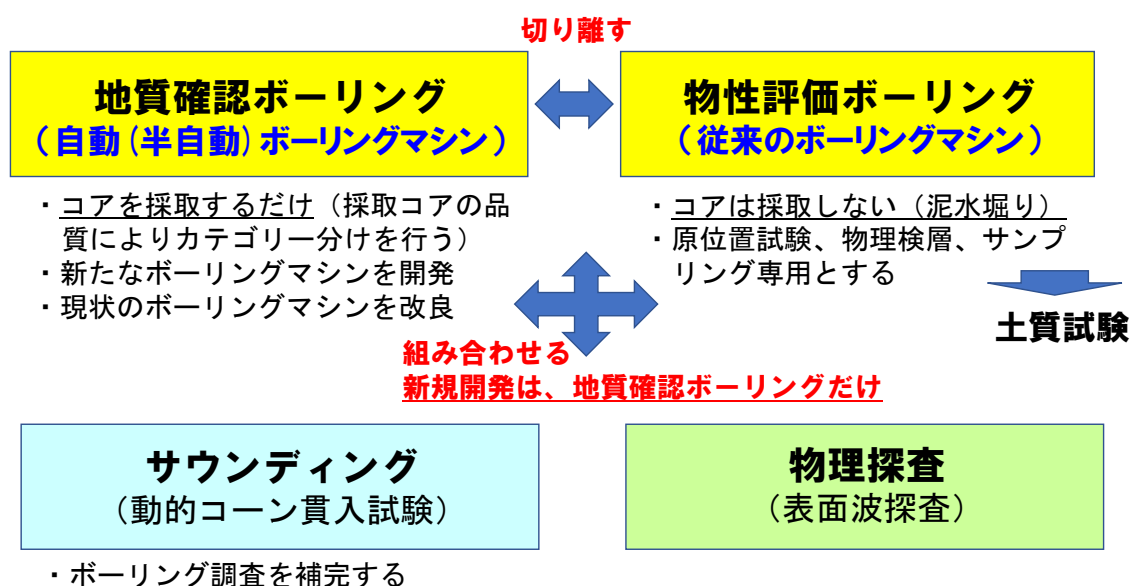 切り離す
地質確認ボーリング
（自動(半自動)ボーリングマシン）
物性評価ボーリング
（従来のボーリングマシン）
・コアを採取するだけ（採取コアの品
質によりカテゴリー分けを行う）
・新たなボーリングマシンを開発
・現状のボーリングマシンを改良
・コアは採取しない（泥水堀り）
・原位置試験、物理検層、サンプ
リング専用とする
土質試験
組み合わせる
新規開発は、地質確認ボーリングだけ
サウンディング
（動的コーン貫入試験）
物理探査
（表面波探査）
・ボーリング調査を補完する